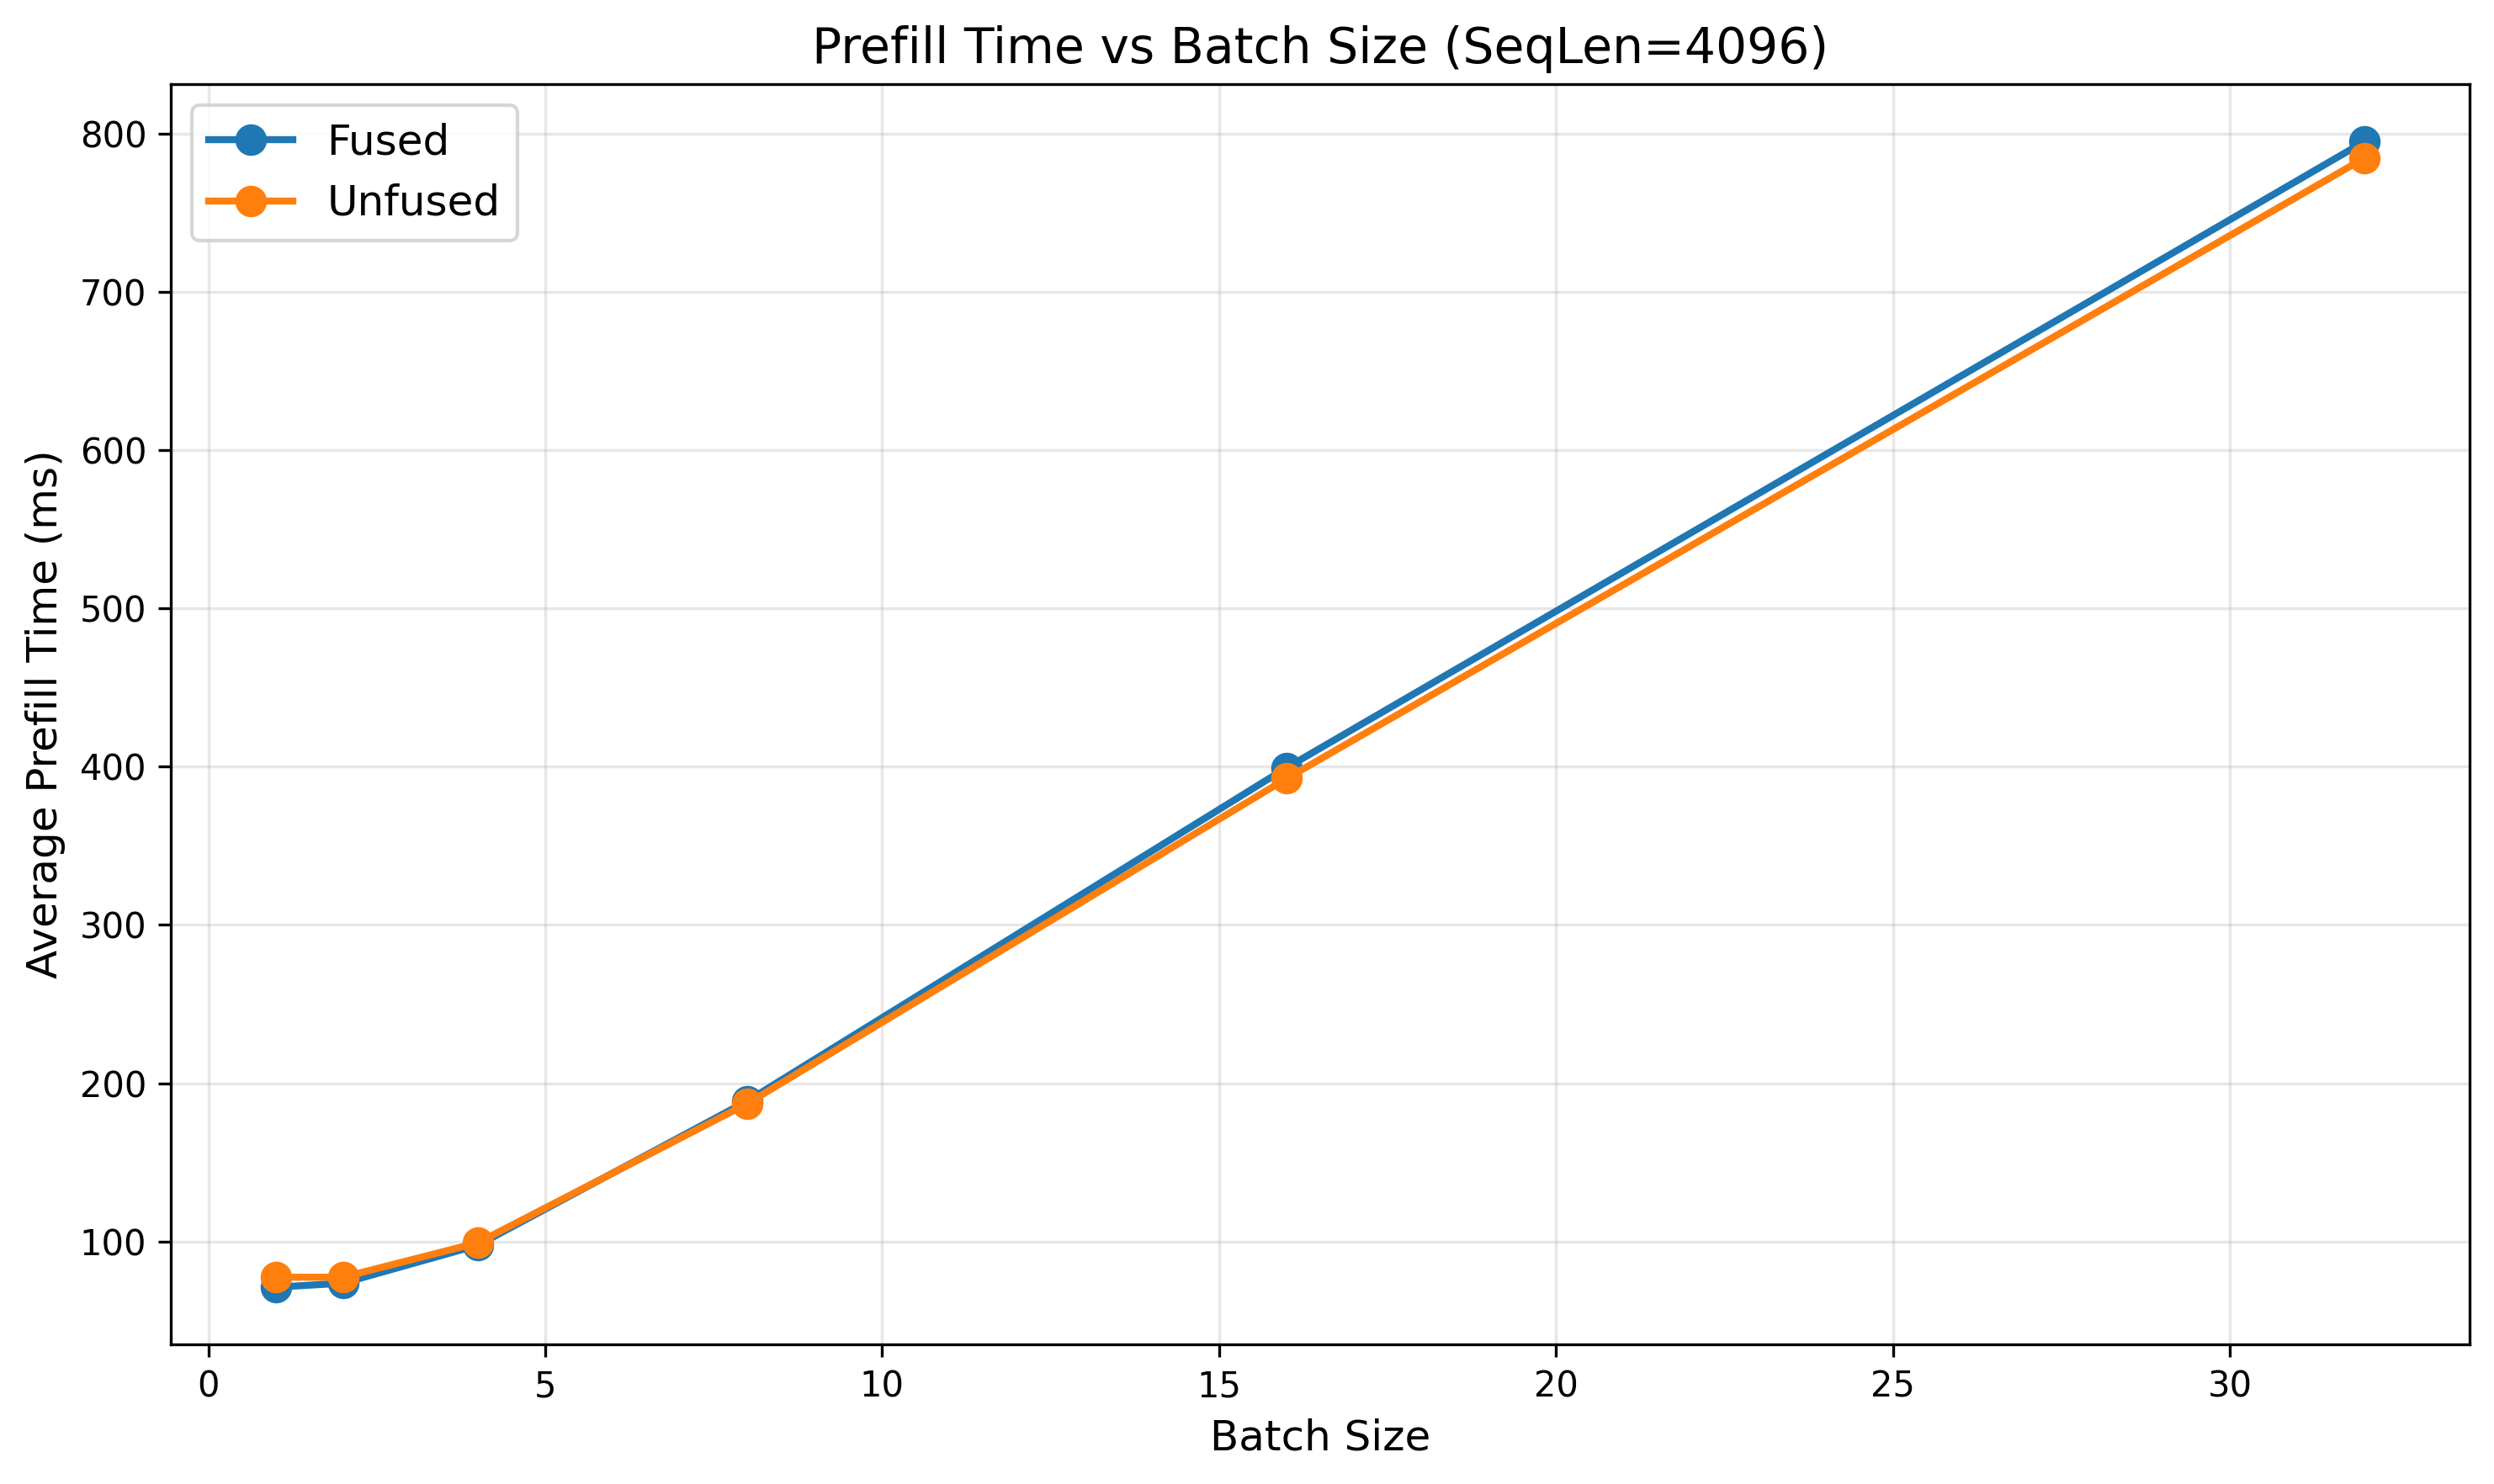 Prefill Time vs Batch Size (SeqLen=4096)
Fused
Unfused
Average Prefill Time (ms)
800
700
600
500
400
300
200
100
0 5 10 15 20 25 30
Batch Size